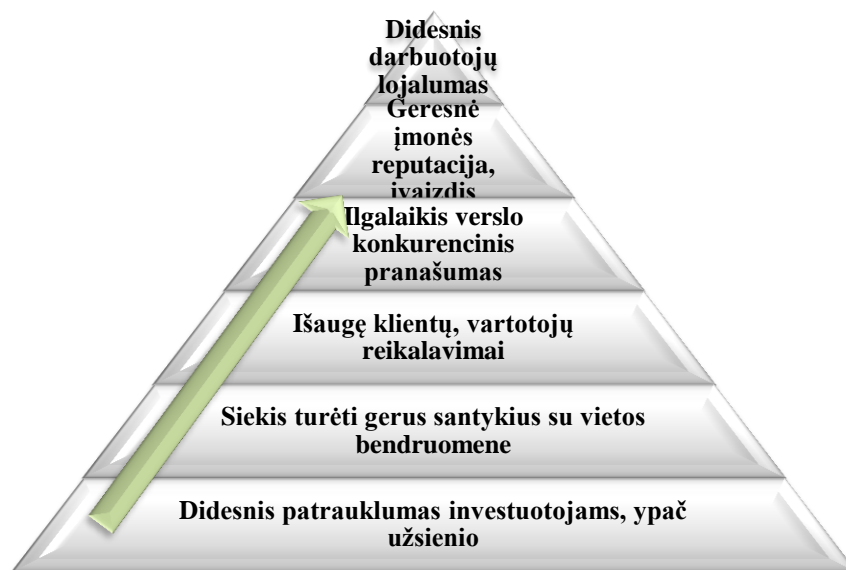 Didesnis
darbuotojų
lojalumas
Geresnė
įmonės
reputacija,
įvaizdis
Ilgalaikis verslo
konkurencinis
pranašumas
Išaugę klientų, vartotojų
reikalavimai
Siekis turėti gerus santykius su vietos
bendruomene
Didesnis patrauklumas investuotojams, ypač
užsienio